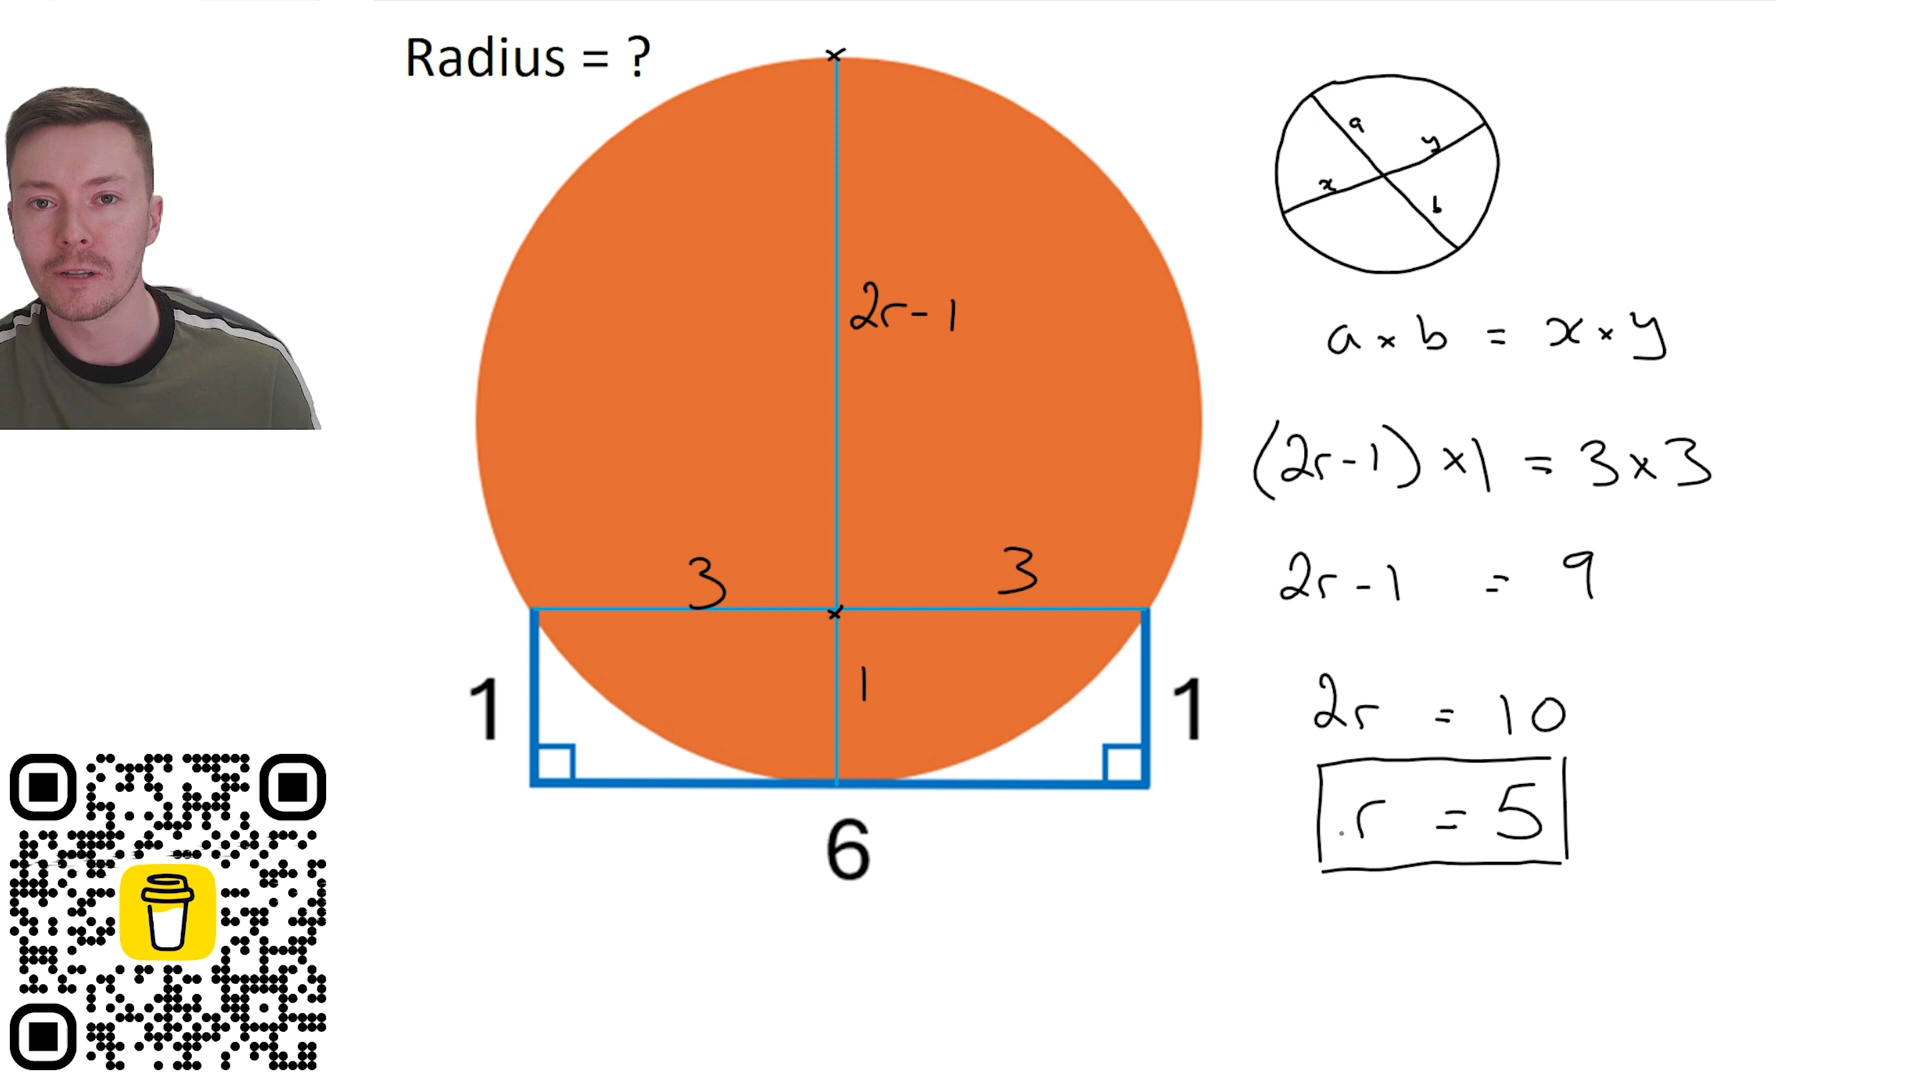 Radius = ?
a
y
x
b
2r-1
a × b = x × y
(2r-1) ×1 = 3×3
3
3
2r-1 = 9
1
1
1
2r = 10
r = 5
6